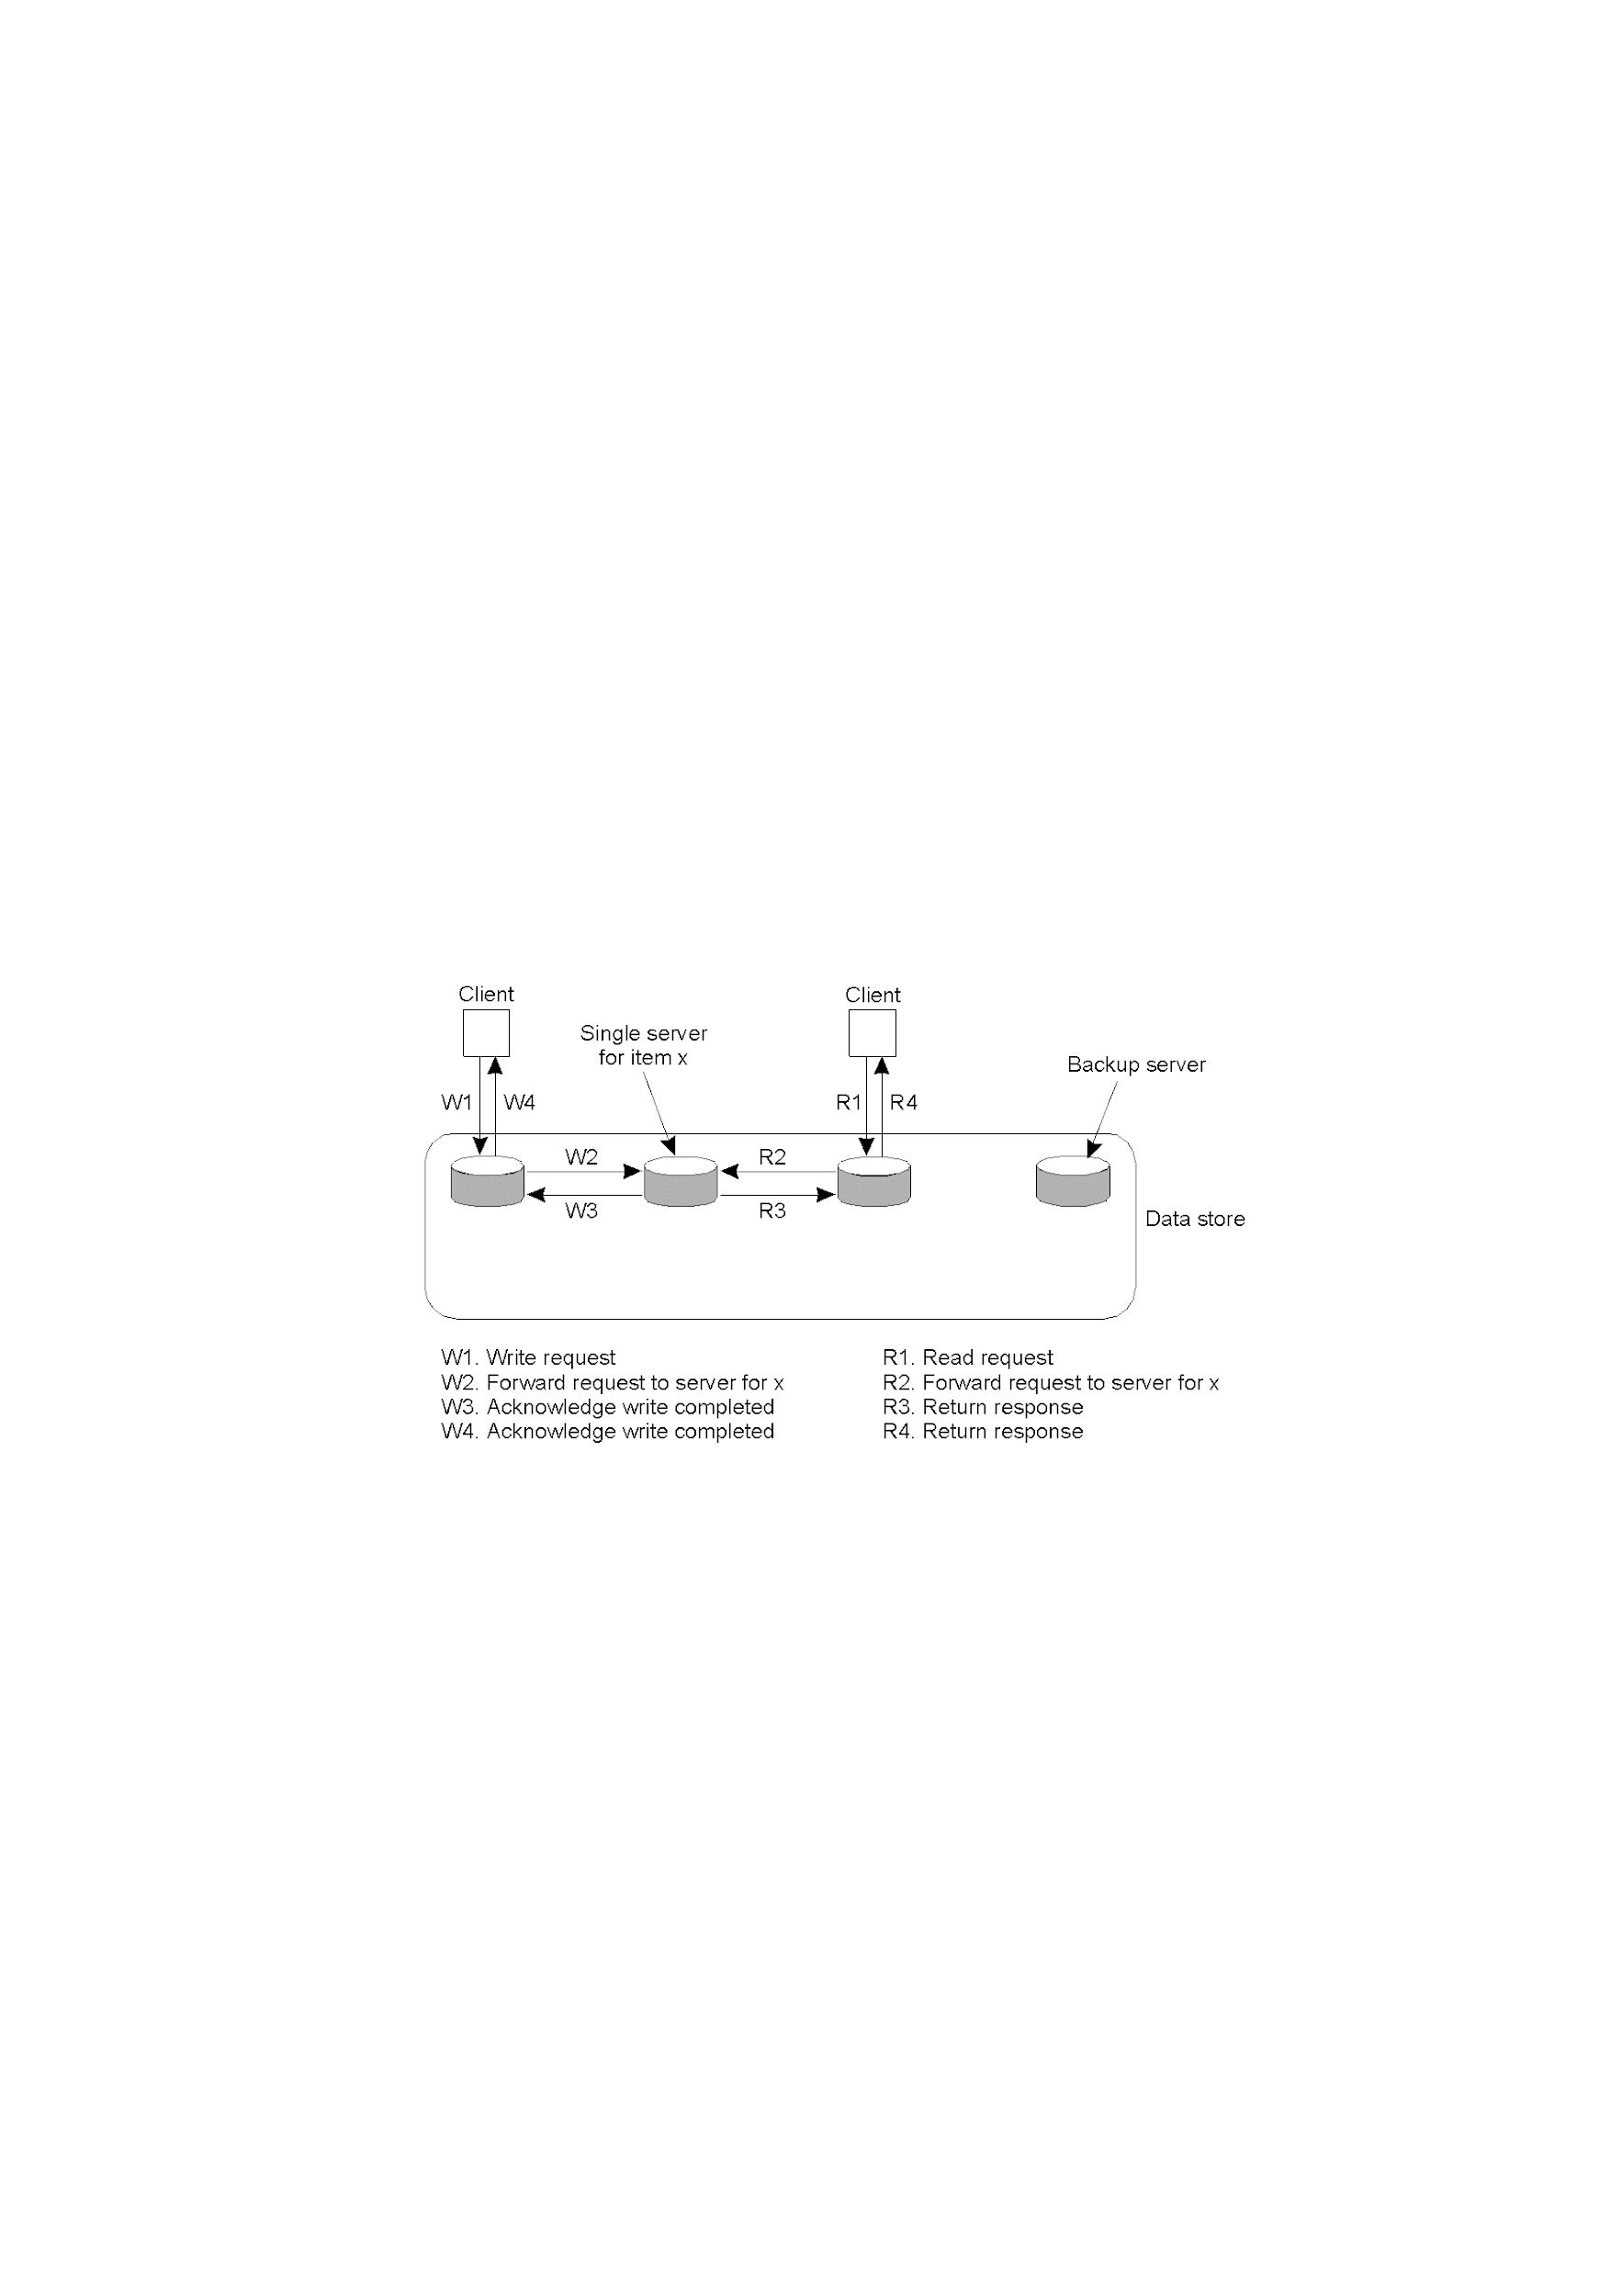 Client
Client
Single server
for item x
Backup server
W1
W4
R1
R4
W2
R2
W3
R3
Data store
W1. Write request
W2. Forward request to server for x
W3. Acknowledge write completed
W4. Acknowledge write completed
R1. Read request
R2. Forward request to server for x
R3. Return response
R4. Return response